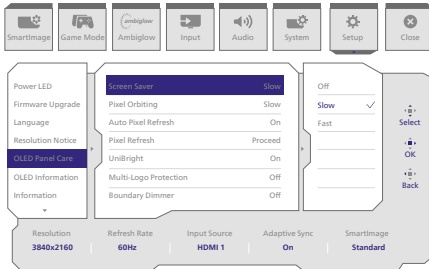 SmartImage
Game Mode
ambiglow
Ambiglow
Input
Audio
System
Setup
Close
Power LED
Firmware Upgrade
Language
Resolution Notice
OLED Panel Care
OLED Information
Information
Screen Saver Slow
Pixel Orbiting Slow
Auto Pixel Refresh On
Pixel Refresh Proceed
UniBright On
Multi-Logo Protection Off
Boundary Dimmer Off
Off
Slow
Fast
Select
OK
Back
Resolution Refresh Rate Input Source Adaptive Sync SmartImage
3840x2160 60Hz HDMI 1 On Standard